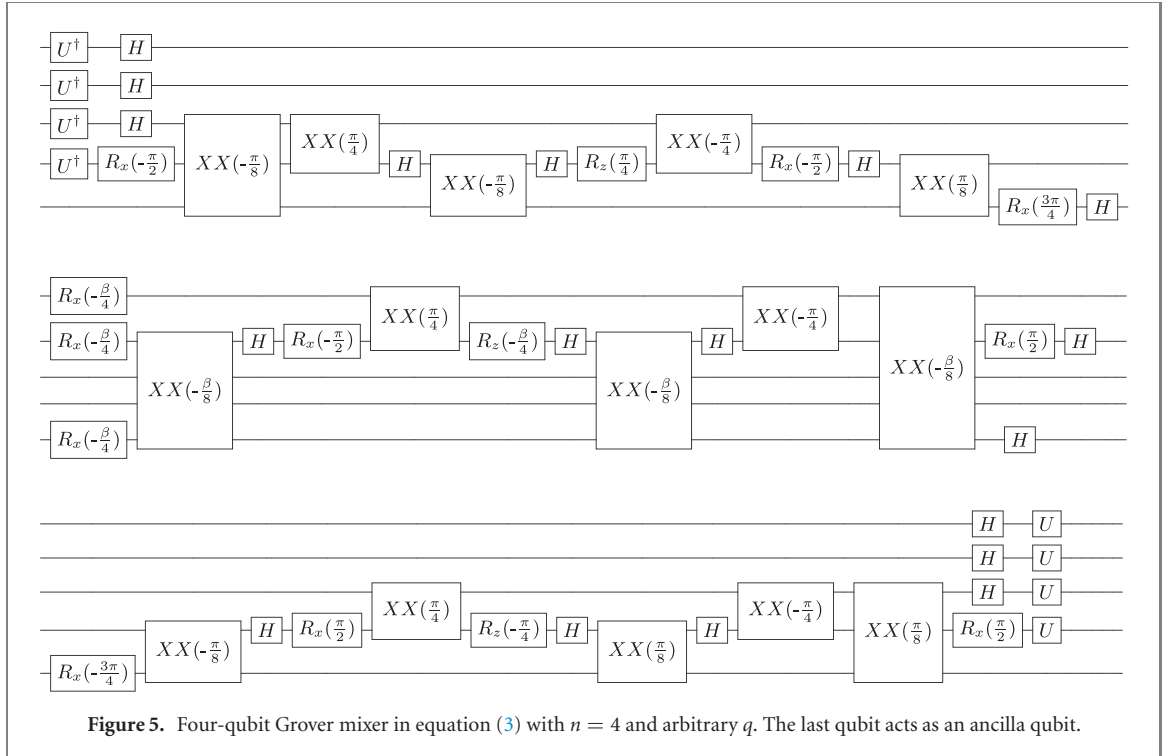 U† H
U† H
U† H
XX(-π/8) XX(π/4) XX(-π/4)
U† Rx(-π/2) H XX(-π/8) H Rz(π/4) Rx(-π/2) H XX(π/8)
Rx(3π/4) H
Rx(-β/4)
XX(π/4) XX(-π/4)
Rx(-β/4) H Rx(-π/2) Rz(-β/4) H H Rx(π/2) H
XX(-β/8) XX(-β/8) XX(-β/8)
Rx(-β/4) H
H U
H U
H U
XX(π/4) XX(-π/4)
H Rx(π/2) Rz(-π/4) H H XX(π/8) Rx(π/2) U
XX(-π/8) XX(π/8)
Rx(-3π/4)
Figure 5. Four-qubit Grover mixer in equation (3) with n = 4 and arbitrary q. The last qubit acts as an ancilla qubit.